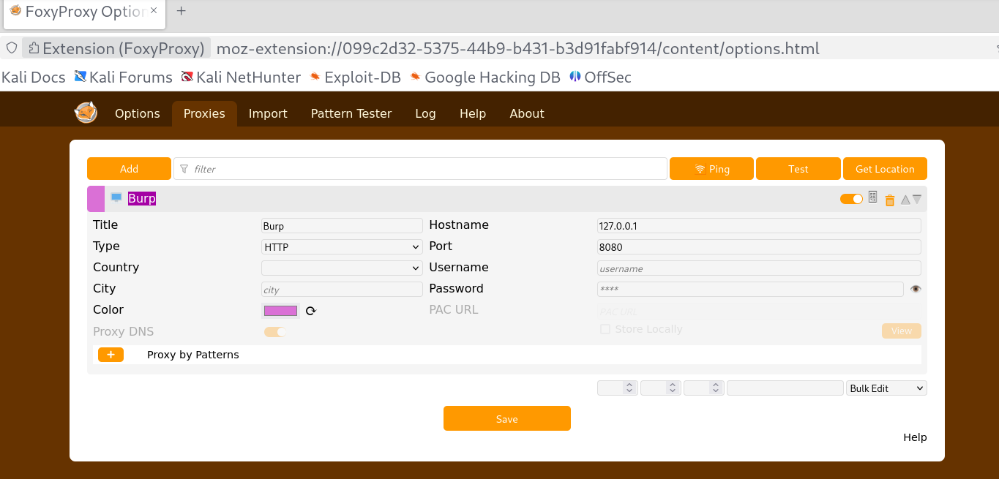 FoxyProxy Option
Extension (FoxyProxy) moz-extension://099c2d32-5375-44b9-b431-b3d91fabf914/content/options.html
Kali Docs Kali Forums Kali NetHunter Exploit-DB Google Hacking DB OffSec
Options Proxies Import Pattern Tester Log Help About
Add filter Ping Test Get Location
Burp
Title Burp Hostname 127.0.0.1
Type HTTP Port 8080
Country Username username
City city Password ****
Color PAC URL PAC URL
Proxy DNS Store Locally View
+ Proxy by Patterns
Bulk Edit
Save
Help